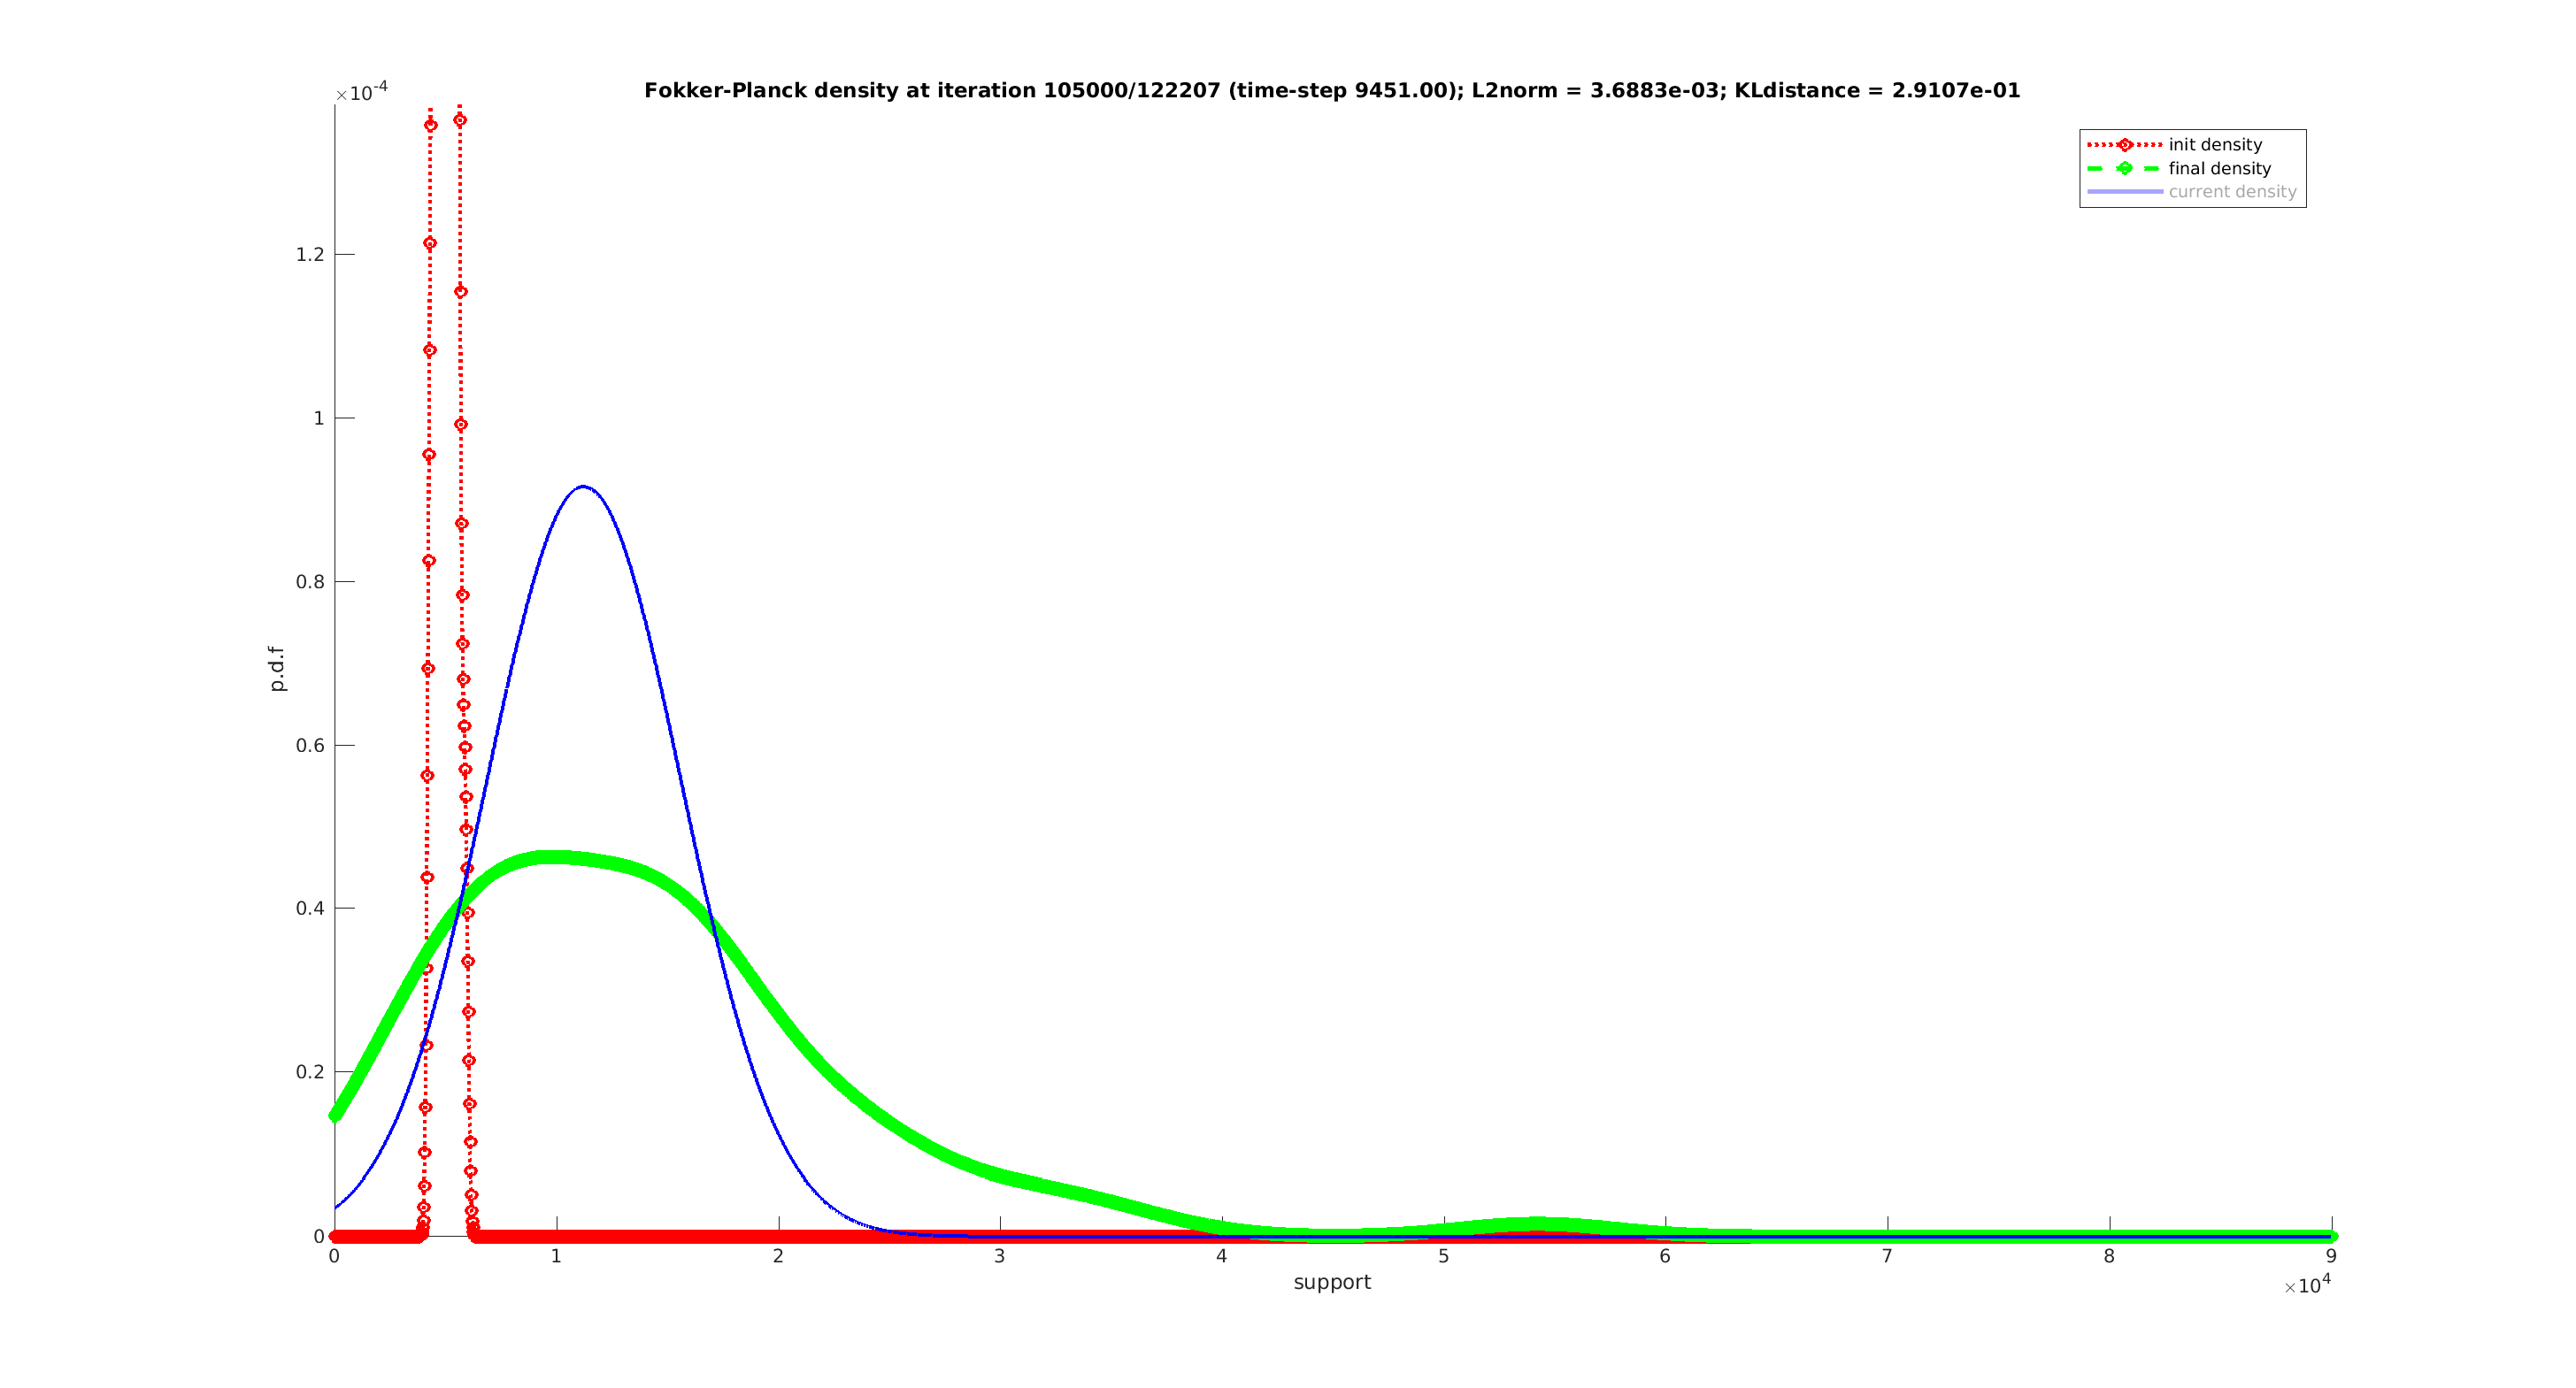 Fokker-Planck density at iteration 105000/122207 (time-step 9451.00); L2norm = 3.6883e-03; KLdistance = 2.9107e-01
×10-4
init density
final density
current density
1.2
1
0.8
0.6
0.4
0.2
0
p.d.f
0 1 2 3 4 5 6 7 8 9
support
×104